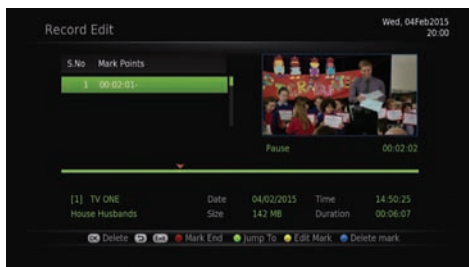 Record Edit
Wed, 04Feb2015
20:00
S.No Mark Points
1 00:02:01-
Pause 00:02:02
[1] TV ONE Date 04/02/2015 Time 14:50:25
House Husbands Size 142 MB Duration 00:06:07
OK Delete Exit Mark End Jump To Edit Mark Delete mark